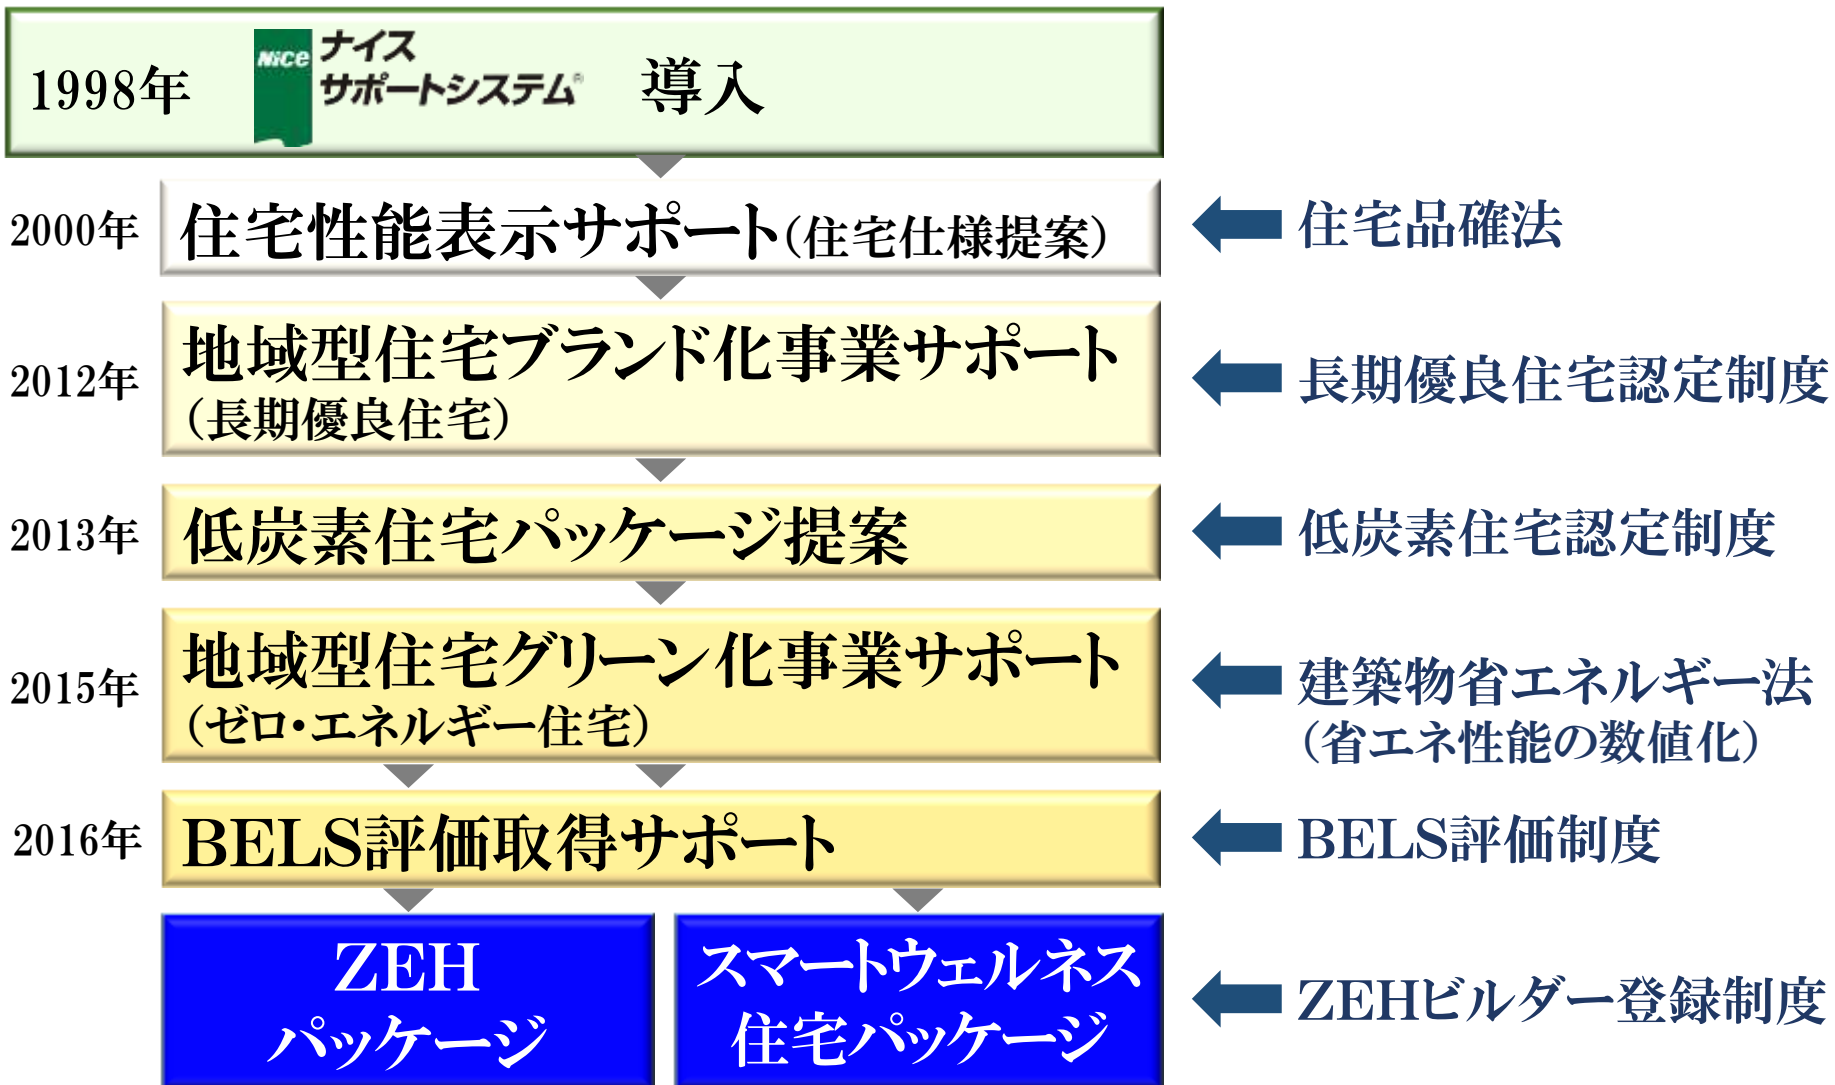 1998年 Nice ナイス
サポートシステム® 導入
2000年 住宅性能表示サポート(住宅仕様提案) 住宅品確法
2012年 地域型住宅ブランド化事業サポート 長期優良住宅認定制度
(長期優良住宅)
2013年 低炭素住宅パッケージ提案 低炭素住宅認定制度
2015年 地域型住宅グリーン化事業サポート 建築物省エネルギー法
(ゼロ・エネルギー住宅) (省エネ性能の数値化)
2016年 BELS評価取得サポート BELS評価制度
ZEH
パッケージ
スマートウェルネス
住宅パッケージ
ZEHビルダー登録制度